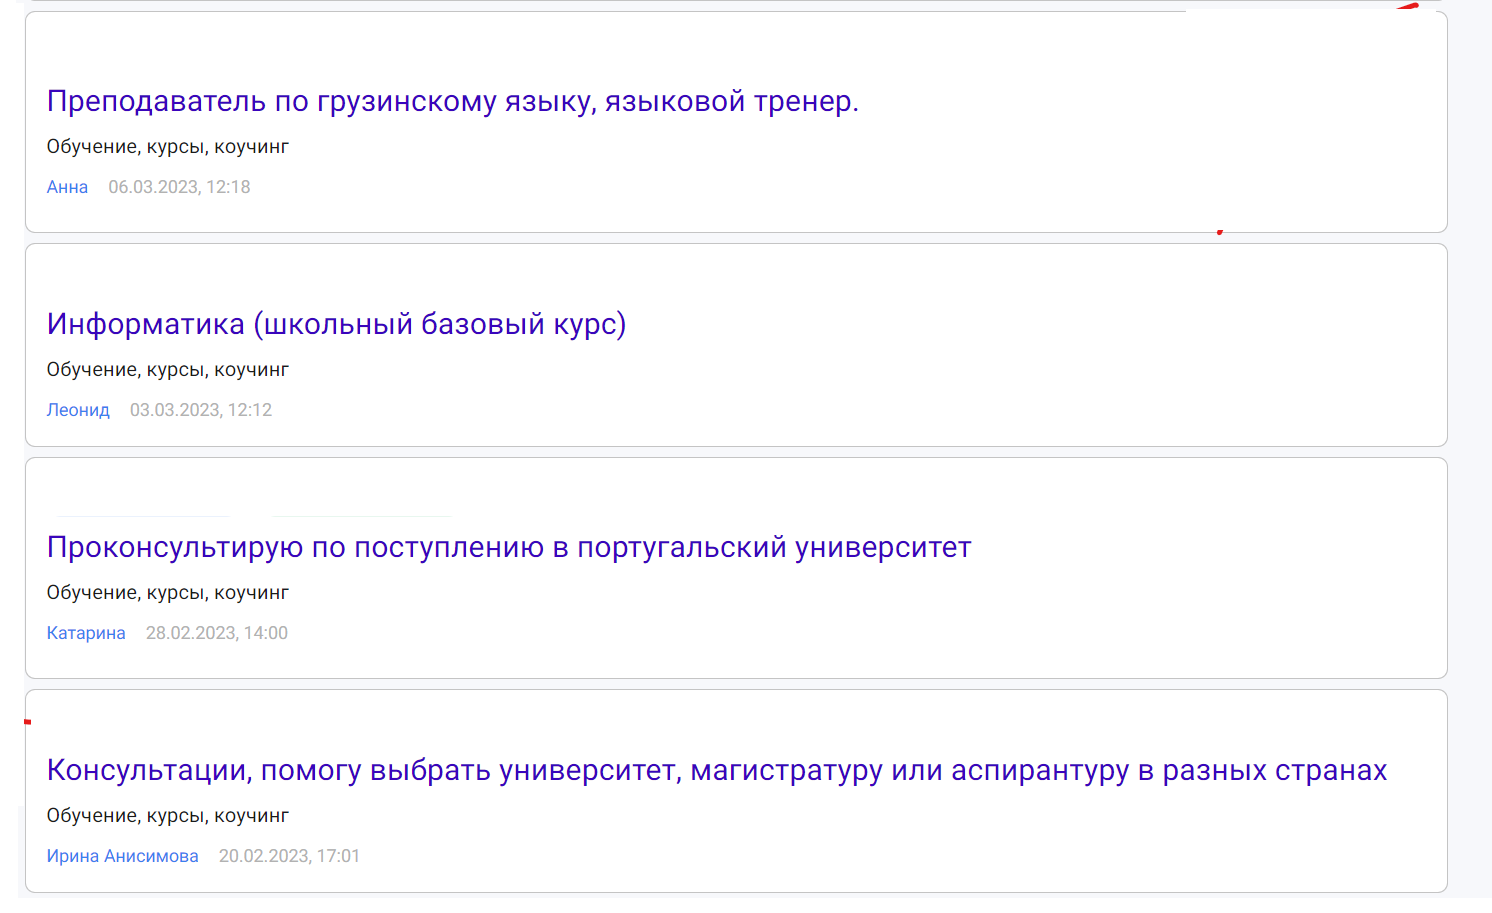 Преподаватель по грузинскому языку, языковой тренер.
Обучение, курсы, коучинг
Анна 06.03.2023, 12:18
Информатика (школьный базовый курс)
Обучение, курсы, коучинг
Леонид 03.03.2023, 12:12
Проконсультирую по поступлению в португальский университет
Обучение, курсы, коучинг
Катарина 28.02.2023, 14:00
Консультации, помогу выбрать университет, магистратуру или аспирантуру в разных странах
Обучение, курсы, коучинг
Ирина Анисимова 20.02.2023, 17:01